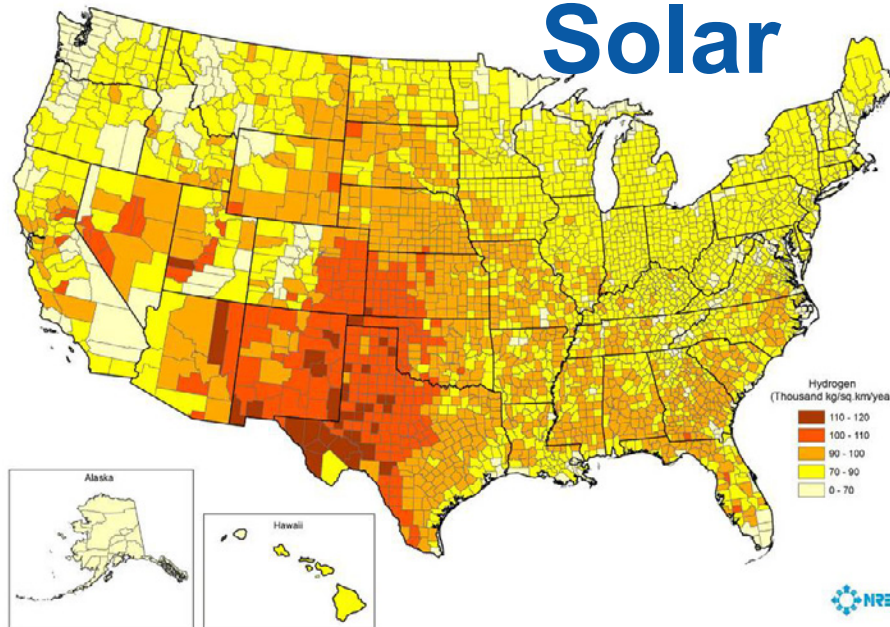 Solar
Hydrogen
(Thousand kg/sq.km/year
110 - 120
100 - 110
90 - 100
70 - 90
0 - 70
Alaska
Hawaii
NRE